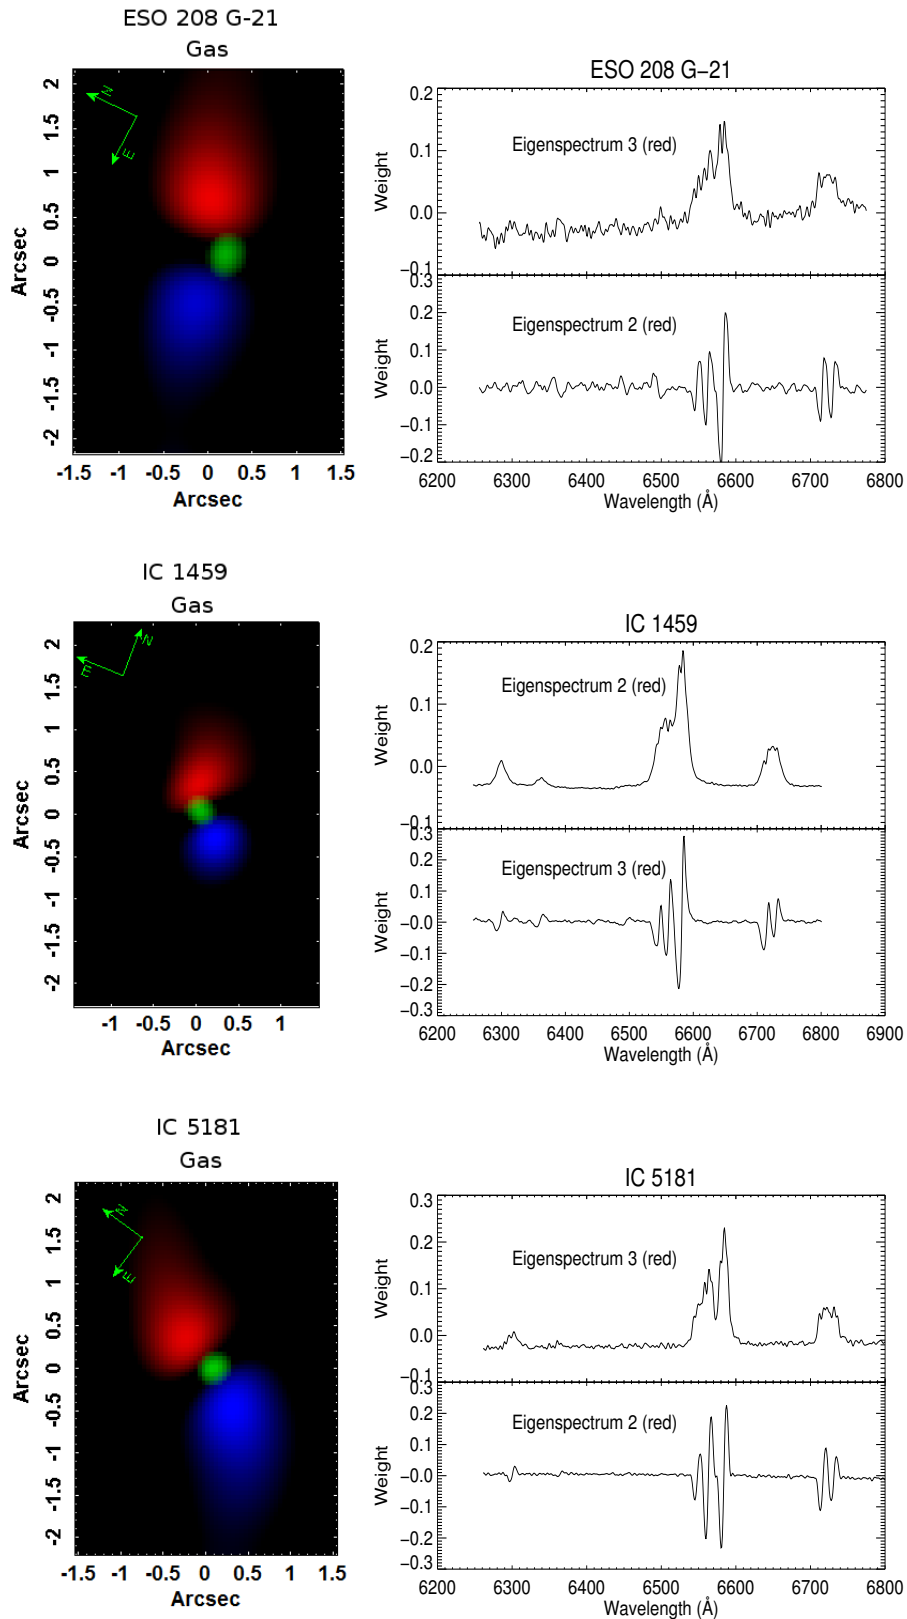 ESO 208 G-21
Gas
2
1.5
1
0.5
0
-0.5
-1
-1.5
-2
Arcsec
N
E
-1.5 -1 -0.5 0 0.5 1 1.5
Arcsec
ESO 208 G–21
0.2
0.1
0.0
−0.1
Weight
Eigenspectrum 3 (red)
0.3
0.2
0.1
0.0
−0.1
−0.2
Weight
Eigenspectrum 2 (red)
6200 6300 6400 6500 6600 6700 6800
Wavelength (Å)
IC 1459
Gas
2
1.5
1
0.5
0
-0.5
-1
-1.5
-2
Arcsec
N
E
-1 -0.5 0 0.5 1
Arcsec
IC 1459
0.2
0.1
0.0
−0.1
Weight
Eigenspectrum 2 (red)
0.3
0.2
0.1
−0.0
−0.1
−0.2
−0.3
Weight
Eigenspectrum 3 (red)
6200 6300 6400 6500 6600 6700 6800 6900
Wavelength (Å)
IC 5181
Gas
2
1.5
1
0.5
0
-0.5
-1
-1.5
-2
Arcsec
N
E
-1.5 -1 -0.5 0 0.5 1 1.5
Arcsec
IC 5181
0.3
0.2
0.1
0.0
−0.1
Weight
Eigenspectrum 3 (red)
0.3
0.2
0.1
−0.0
−0.1
−0.2
−0.3
Weight
Eigenspectrum 2 (red)
6200 6300 6400 6500 6600 6700 6800
Wavelength (Å)